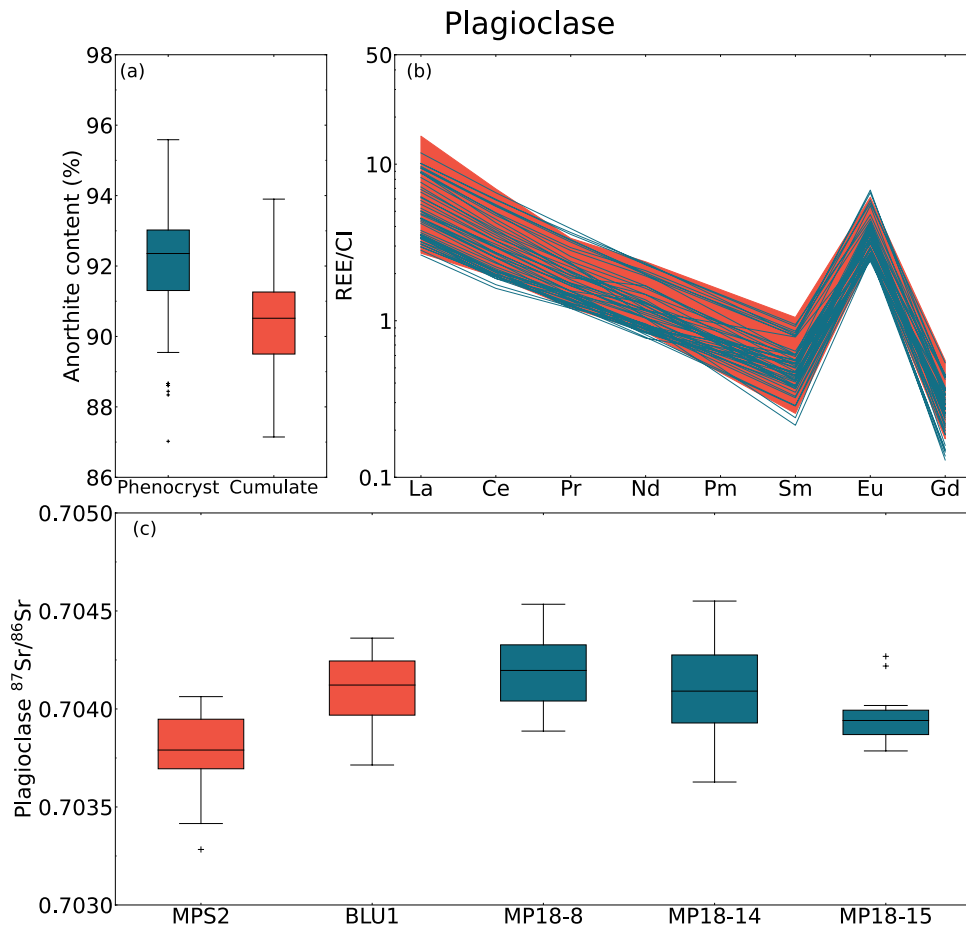 Plagioclase
(a)
Anorthite content (%)
98
96
94
92
90
88
86
Phenocryst Cumulate
(b)
REE/CI
50
10
1
0.1
La Ce Pr Nd Pm Sm Eu Gd
(c)
Plagioclase ⁸⁷Sr/⁸⁶Sr
0.7050
0.7045
0.7040
0.7035
0.7030
MPS2 BLU1 MP18-8 MP18-14 MP18-15